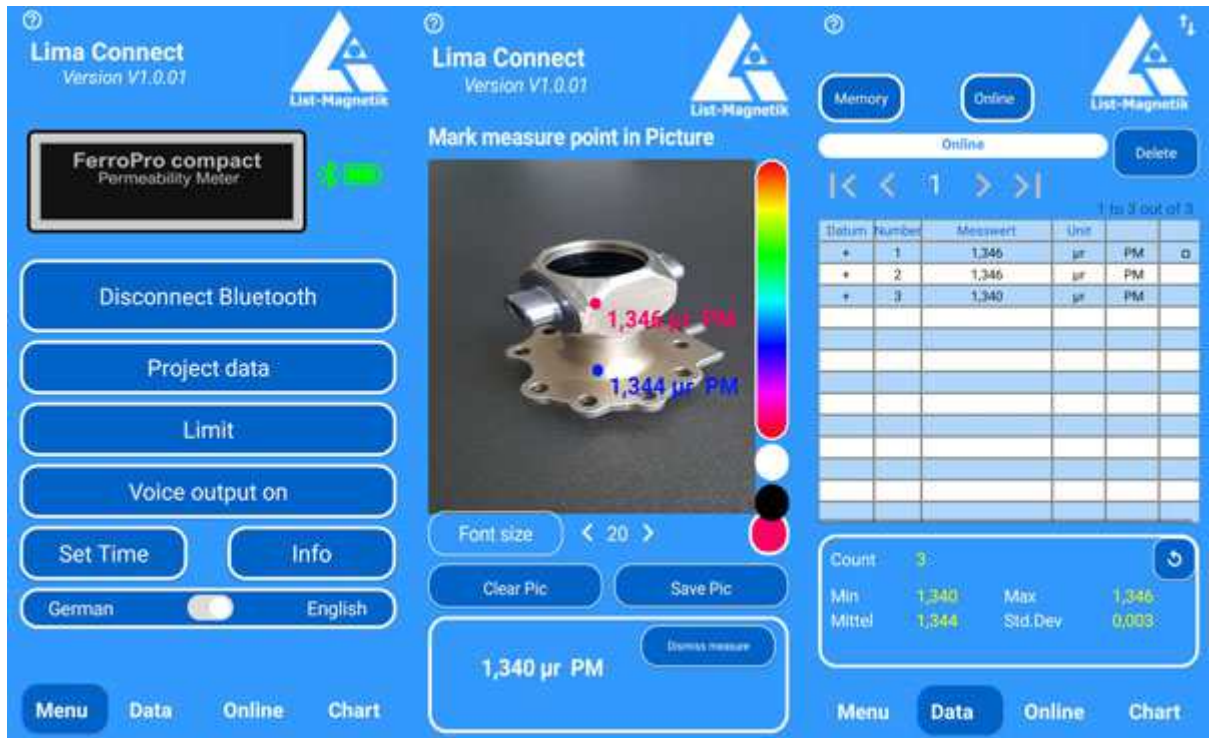 Lima Connect
Version V1.0.01
List-Magnetik
FerroPro compact
Permeability Meter
Disconnect Bluetooth
Project data
Limit
Voice output on
Set Time Info
German English
Menu Data Online Chart
Lima Connect
Version V1.0.01
List-Magnetik
Mark measure point in Picture
1,346 µr PM
1,344 µr PM
Font size < 20 >
Clear Pic Save Pic
Dismiss measure
1,340 µr PM
List-Magnetik
Memory Online
Online Delete
|< < 1 > >|
1 to 3 out of 3
Datum Number Messwert Unit
+ 1 1,346 µr PM
+ 2 1,346 µr PM
+ 3 1,340 µr PM
Count 3
Min 1,340 Max 1,346
Mittel 1,344 Std.Dev 0,003
Menu Data Online Chart